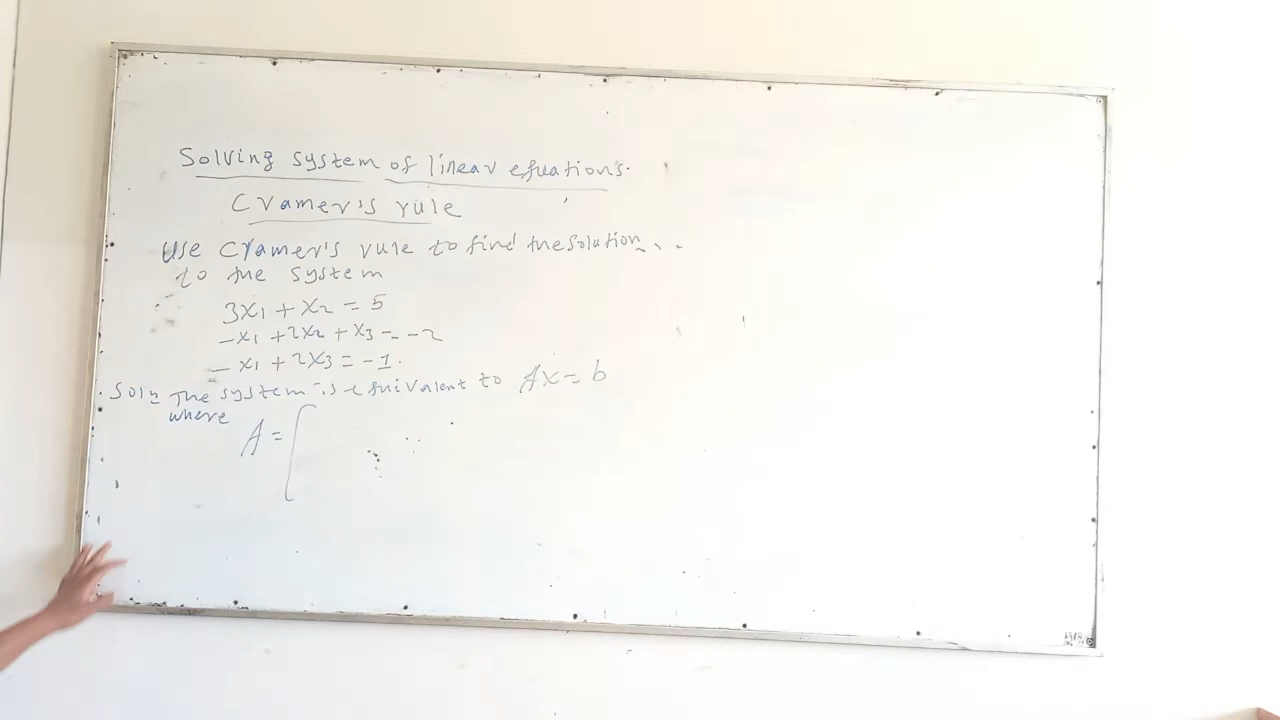 Solving system of linear equations.
Cramer's rule
Use Cramer's rule to find the solution...
to the system
3x₁ + x₂ = 5
-x₁ + 2x₂ + x₃ = -2
-x₁ + 2x₃ = -1.
Soln The system is equivalent to Ax = b
where
A = [